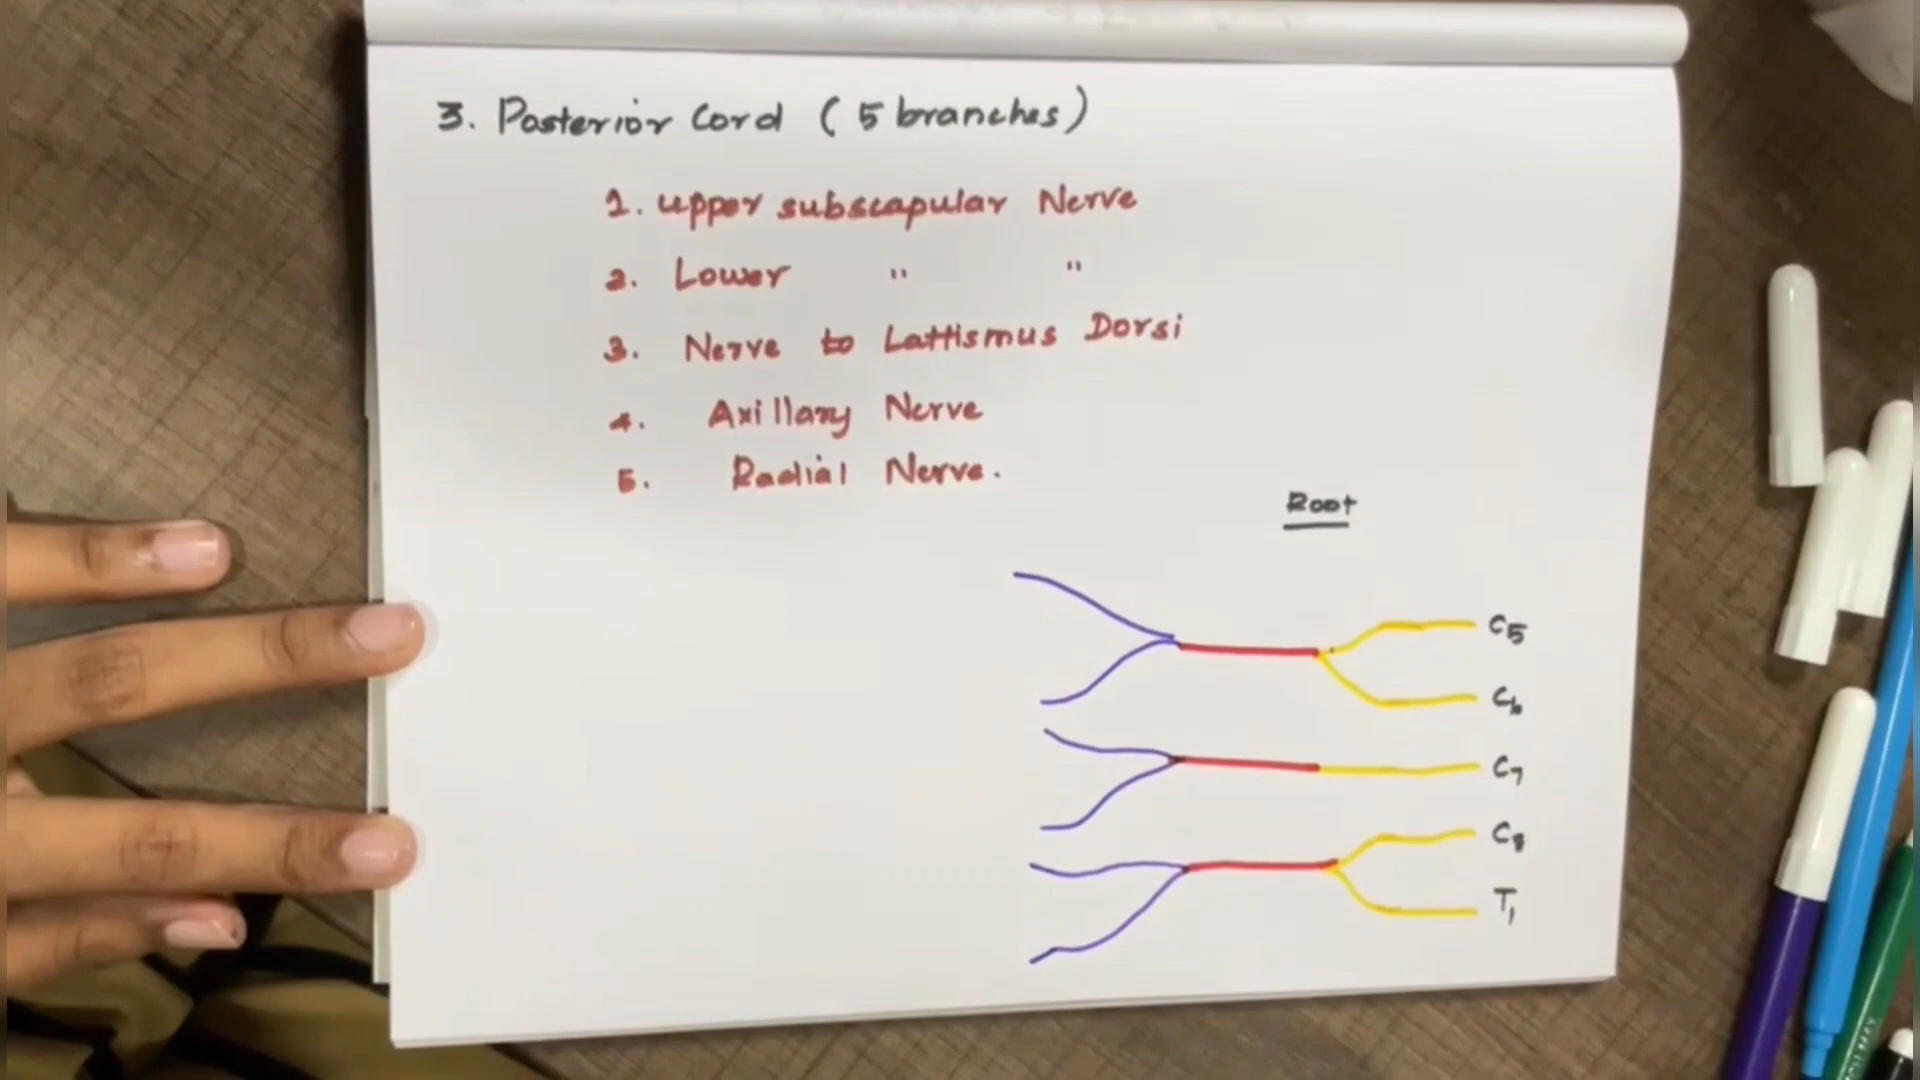 3. Posterior Cord ( 5 branches )
1. upper subscapular Nerve
2. Lower " "
3. Nerve to Lattismus Dorsi
4. Axillary Nerve
5. Radial Nerve.
Root
C5
C6
C7
C8
T1